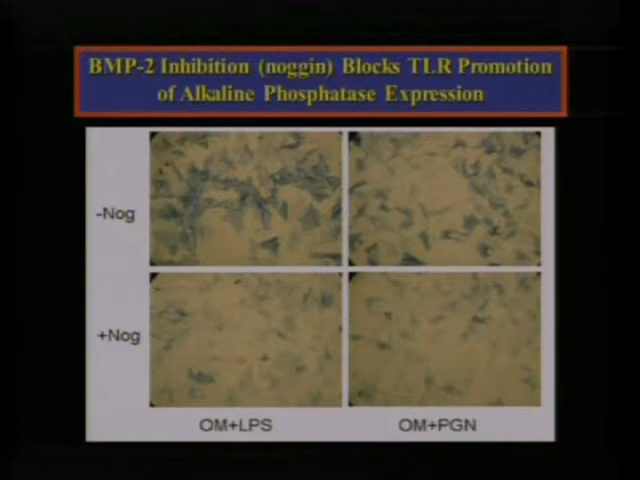 BMP-2 Inhibition (noggin) Blocks TLR Promotion
of Alkaline Phosphatase Expression
-Nog
+Nog
OM+LPS
OM+PGN